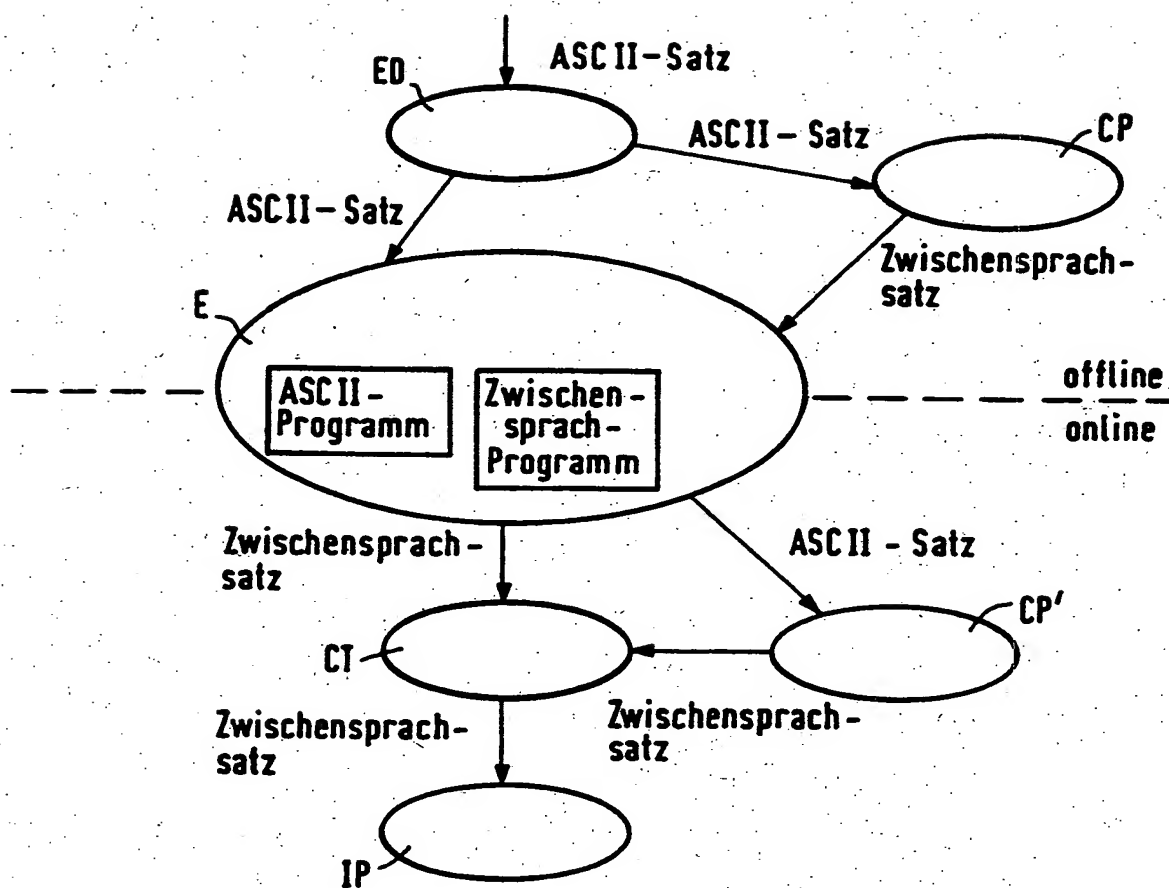 ASCII-Satz
ED
ASCII-Satz
CP
ASCII-Satz
Zwischensprach-
satz
E
offline
online
ASCII-
Programm
Zwischen-
sprach-
Programm
Zwischensprach-
satz
ASCII-Satz
CP'
CT
Zwischensprach-
satz
Zwischensprach-
satz
IP